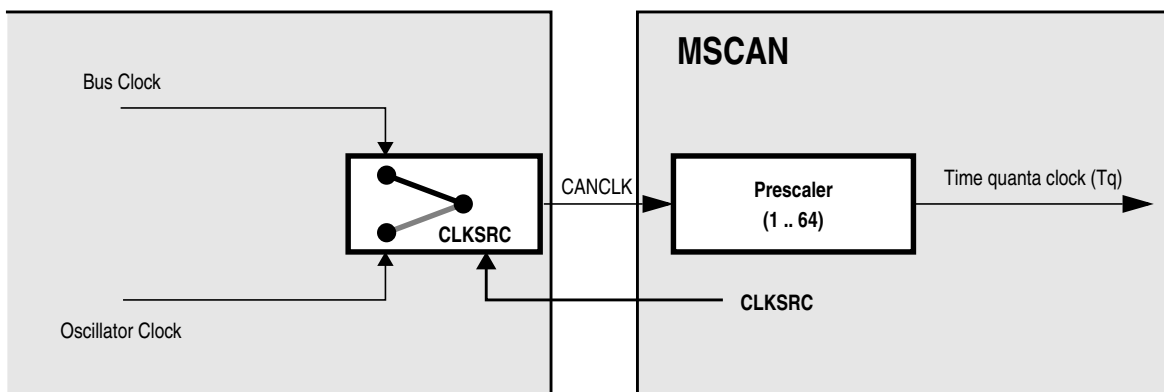 MSCAN
Bus Clock
CANCLK
Time quanta clock (Tq)
Prescaler
(1 .. 64)
CLKSRC
CLKSRC
Oscillator Clock